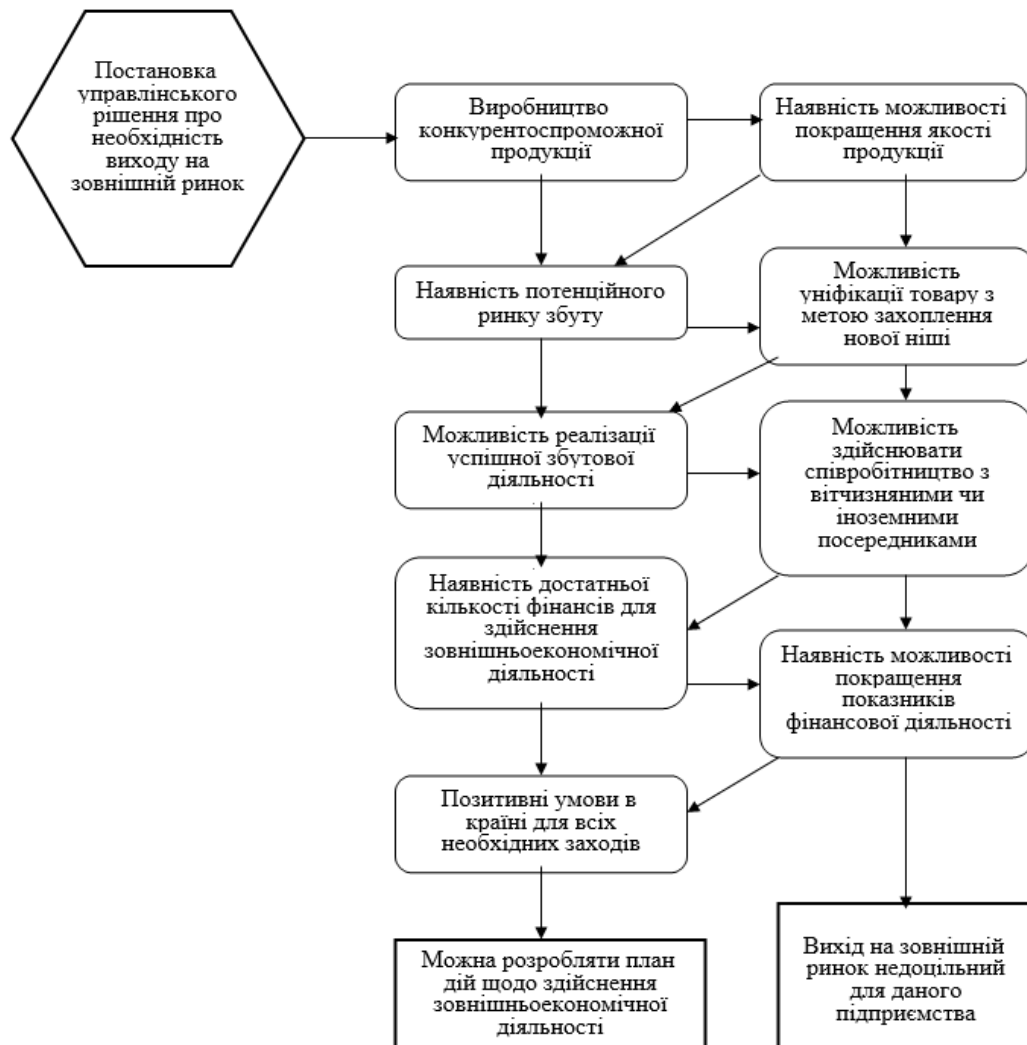 Постановка
управлінського
рішення про
необхідність
виходу на
зовнішній ринок
Виробництво
конкурентоспроможної
продукції
Наявність можливості
покращення якості
продукції
Наявність потенційного
ринку збуту
Можливість
уніфікації товару з
метою захоплення
нової ніші
Можливість реалізації
успішної збутової
діяльності
Можливість
здійснювати
співробітництво з
вітчизняними чи
іноземними
посередниками
Наявність достатньої
кількості фінансів для
здійснення
зовнішньоекономічної
діяльності
Наявність можливості
покращення
показників
фінансової діяльності
Позитивні умови в
країні для всіх
необхідних заходів
Можна розробляти план
дій щодо здійснення
зовнішньоекономічної
діяльності
Вихід на зовнішній
ринок недоцільний
для даного
підприємства